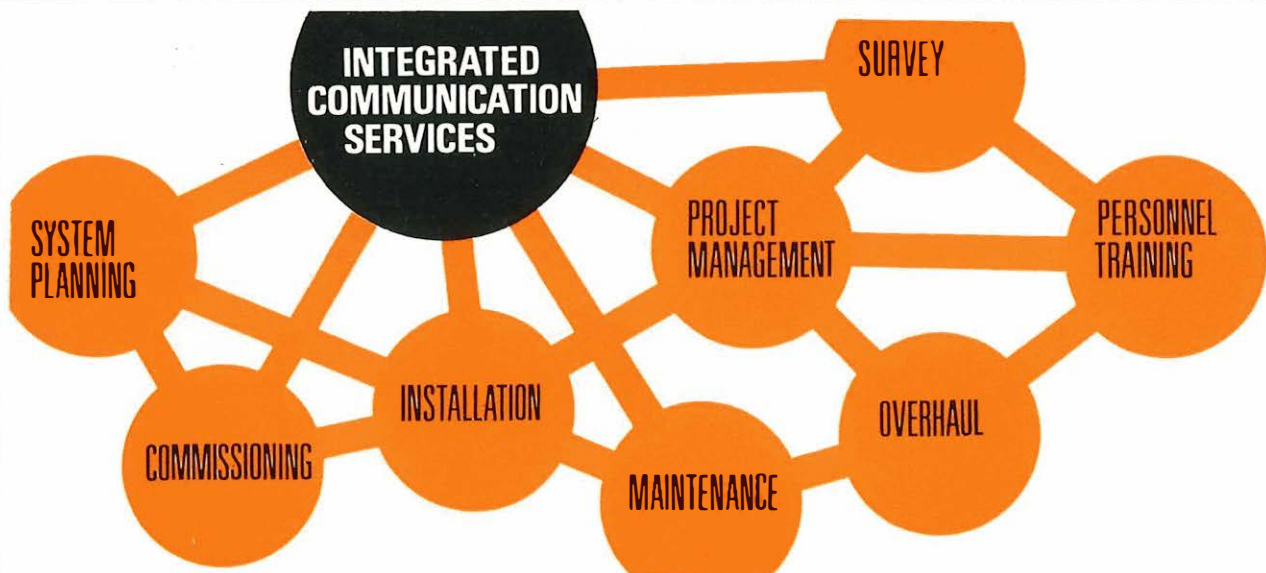 INTEGRATED
COMMUNICATION
SERVICES
SURVEY
SYSTEM
PLANNING
PROJECT
MANAGEMENT
PERSONNEL
TRAINING
COMMISSIONING
INSTALLATION
MAINTENANCE
OVERHAUL